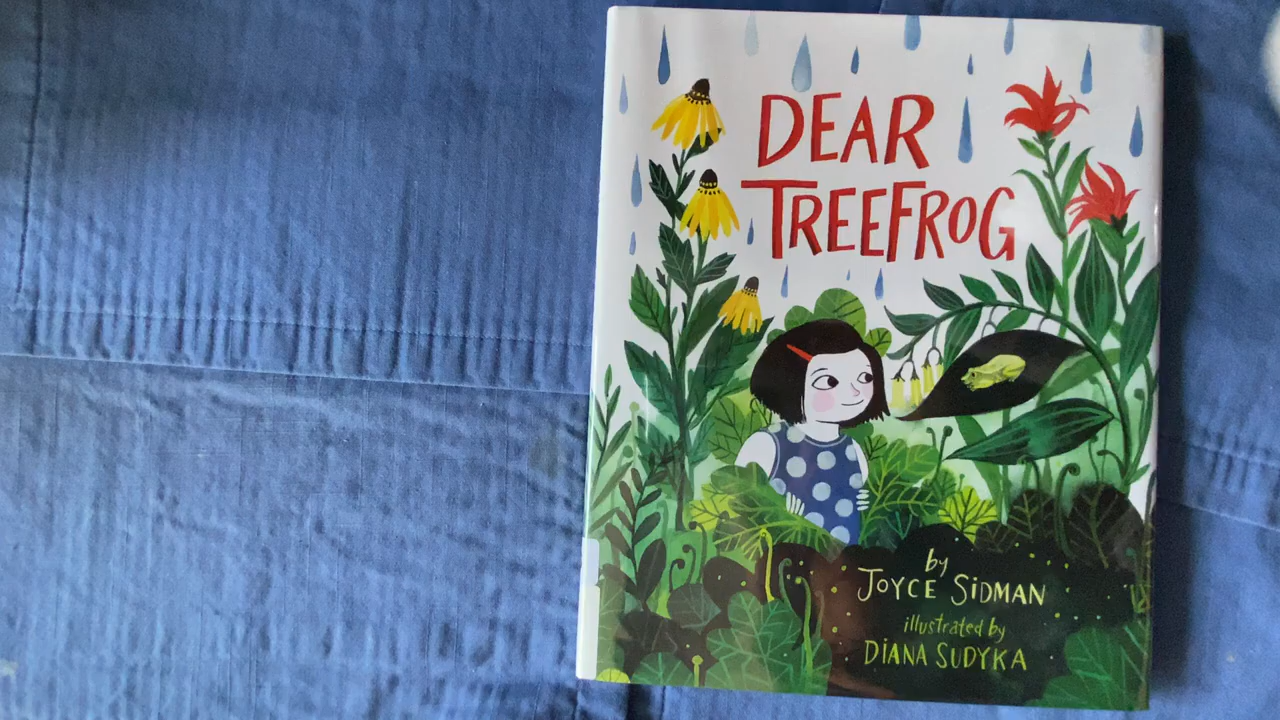 DEAR
TREEFROG
by
JOYCE SIDMAN
illustrated by
DIANA SUDYKA